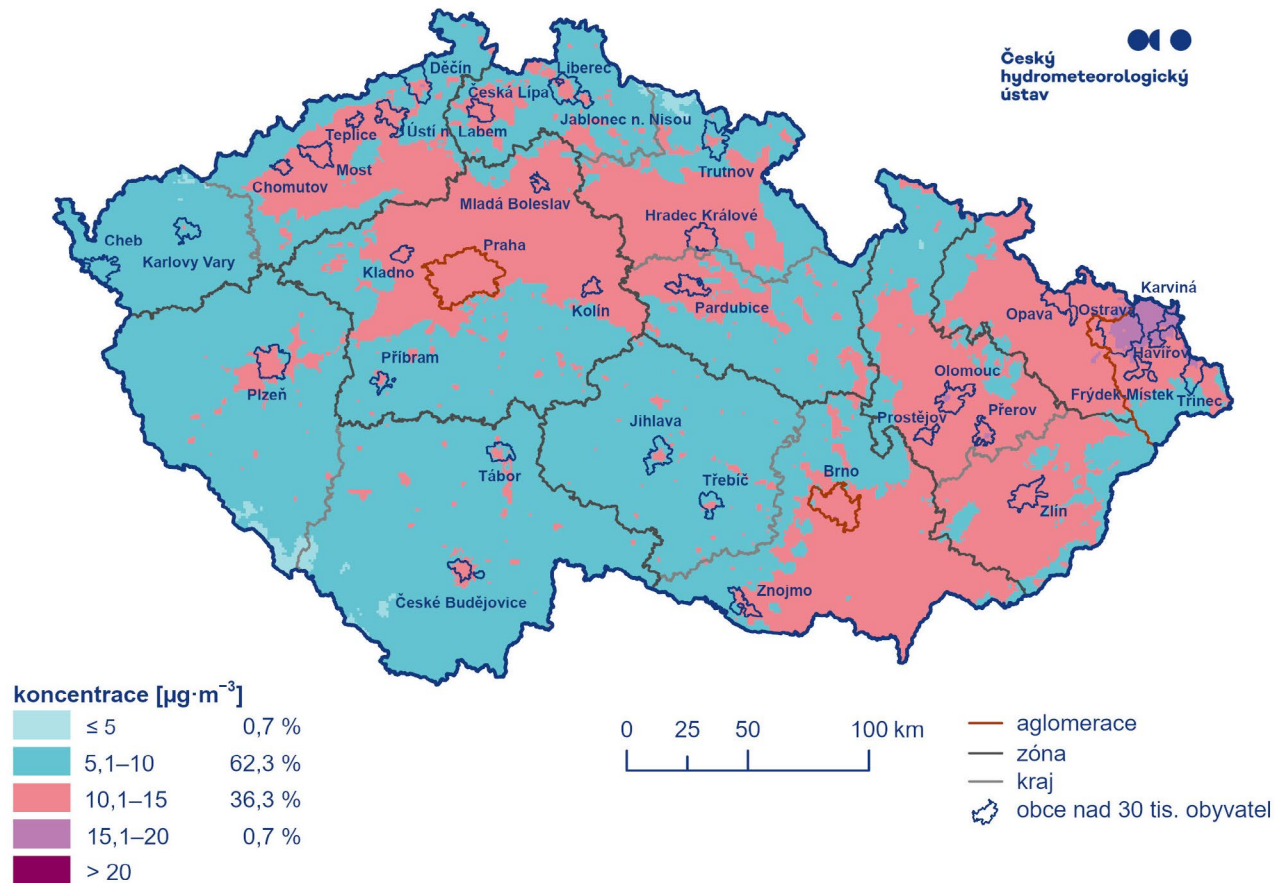 Český
hydrometeorologický
ústav
Děčín
Liberec
Česká Lípa
Teplice
Ústí n. Labem
Jablonec n. Nisou
Chomutov
Most
Trutnov
Mladá Boleslav
Hradec Králové
Cheb
Karlovy Vary
Praha
Kladno
Kolín
Pardubice
Karviná
Opava
Ostrava
Havířov
Příbram
Plzeň
Olomouc
Frýdek Místek
Třinec
Prostějov
Přerov
Jihlava
Tábor
Třebíč
Brno
Zlín
České Budějovice
Znojmo
koncentrace [µg·m⁻³]
≤ 5 0,7 %
5,1–10 62,3 %
10,1–15 36,3 %
15,1–20 0,7 %
> 20
0 25 50 100 km
aglomerace
zóna
kraj
obce nad 30 tis. obyvatel